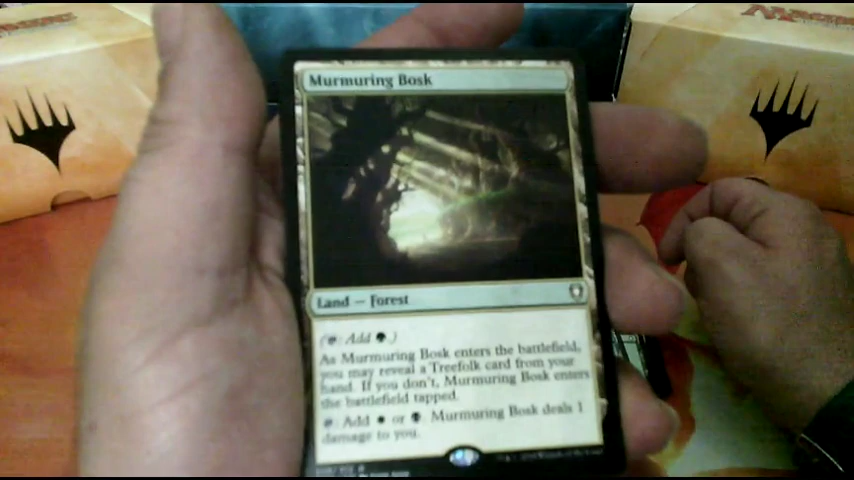 Murmuring Bosk
Land — Forest
( : Add .)
As Murmuring Bosk enters the battlefield,
you may reveal a Treefolk card from your
hand. If you don't, Murmuring Bosk enters
the battlefield tapped.
: Add or . Murmuring Bosk deals 1
damage to you.